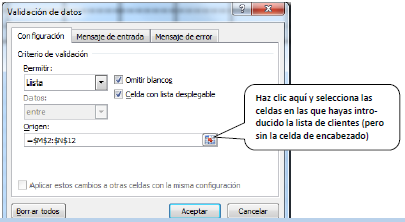 Validación de datos
Configuración Mensaje de entrada Mensaje de error
Criterio de validación
Permitir:
Lista
Omitir blancos
Datos:
Celda con lista desplegable
entre
Origen:
=$M$2:$N$12
Haz clic aquí y selecciona las
celdas en las que hayas intro-
ducido la lista de clientes (pero
sin la celda de encabezado)
Aplicar estos cambios a otras celdas con la misma configuración
Borrar todos Aceptar Cancelar